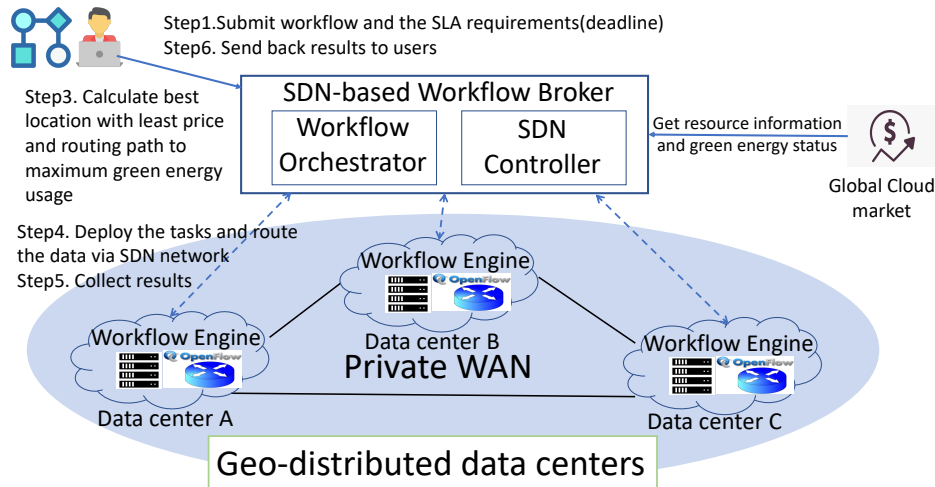 Step1.Submit workflow and the SLA requirements(deadline)
Step6. Send back results to users
Step3. Calculate best
location with least price
and routing path to
maximum green energy
usage
SDN-based Workflow Broker
Workflow
Orchestrator
SDN
Controller
Get resource information
and green energy status
$
Global Cloud
market
Step4. Deploy the tasks and route
the data via SDN network
Step5. Collect results
Workflow Engine
OpenFlow
Data center B
Workflow Engine
OpenFlow
Data center A
Workflow Engine
OpenFlow
Data center C
Private WAN
Geo-distributed data centers